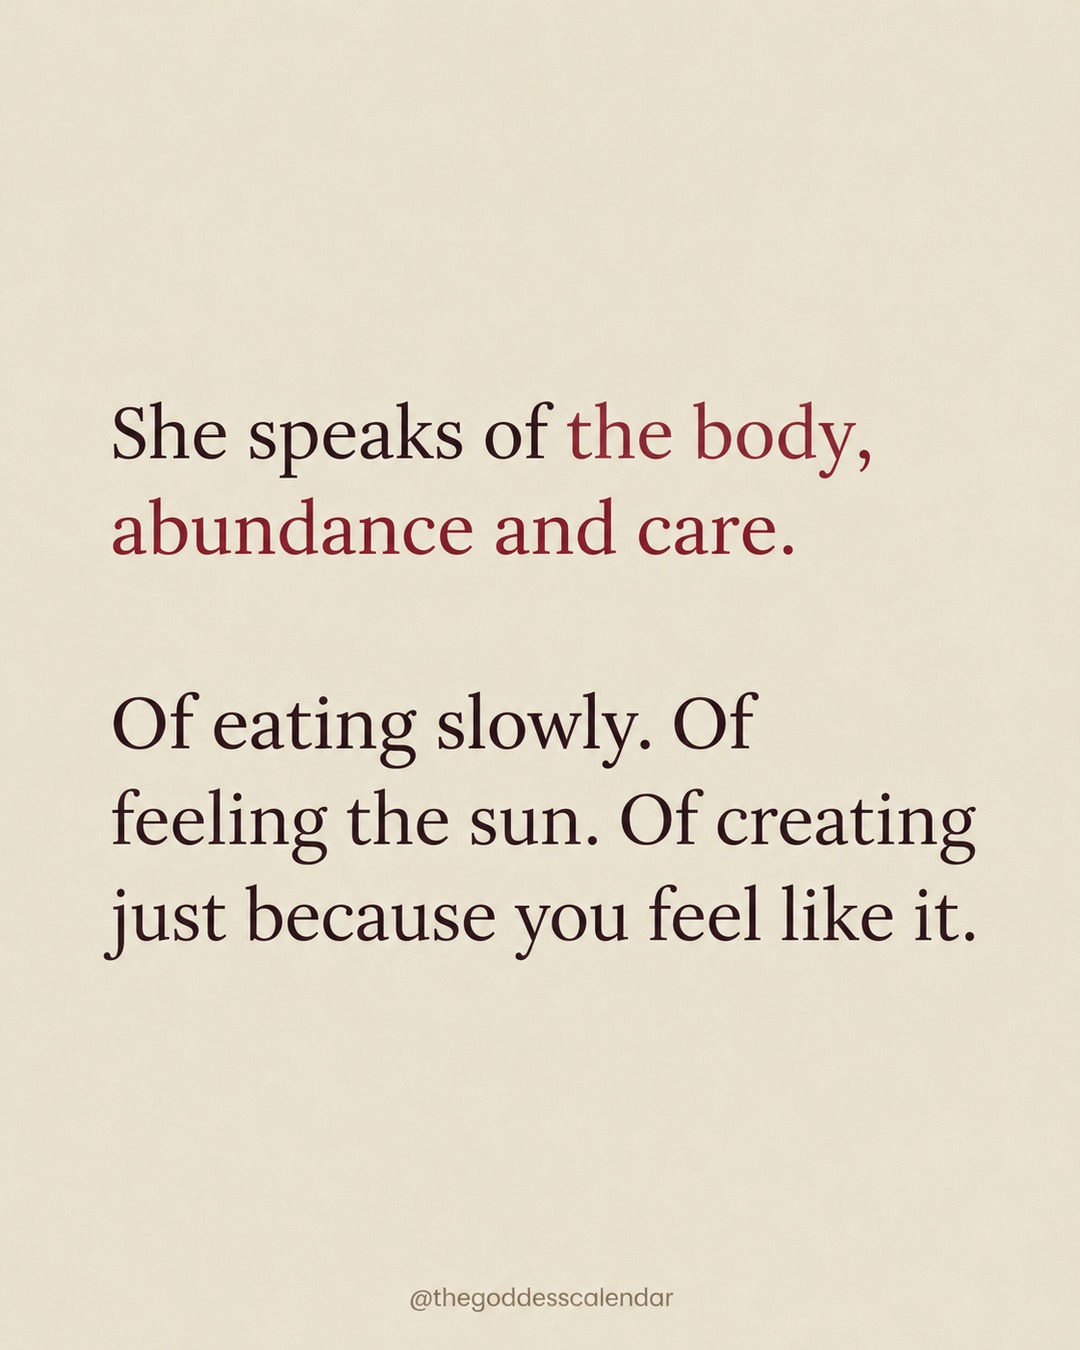 She speaks of the body,
abundance and care.
Of eating slowly. Of
feeling the sun. Of creating
just because you feel like it.
@thegoddesscalendar